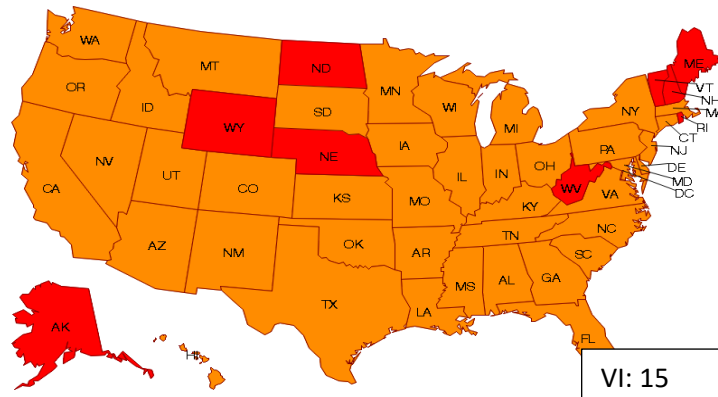 WA
MT
ND
MN
ME
VT
NH
MA
RI
CT
NJ
DE
MD
DC
OR
ID
WY
SD
WI
MI
NY
NV
UT
CO
NE
IA
IL
IN
OH
PA
WV
VA
CA
KS
MO
KY
AZ
NM
OK
AR
TN
NC
SC
TX
LA
MS
AL
GA
FL
AK
HI
VI: 15